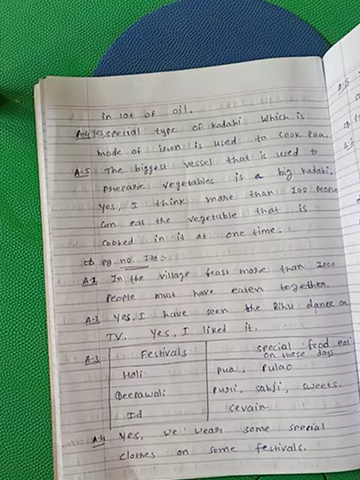 in lot of oil.
A-4 Yes special type of kadahi which is
made of iron is used to cook pua.
A-5 The biggest vessel that is used to
prepare vegetables is a big kadahi.
Yes, I think more than 100 people
can eat the vegetable that is
cooked in it at one time.
Pg. no. 170:-
A-1 In the village feast more than 1000
people must have eaten together.
A-2 Yes, I have seen the Bihu dance on
TV. Yes, I liked it.
A-3 Festivals special food eat
on these days
Holi Pua, Pulao
Deepawali Puri, sabji, sweets.
Id sevain
A-4 Yes, we wear some special
clothes on some festivals.